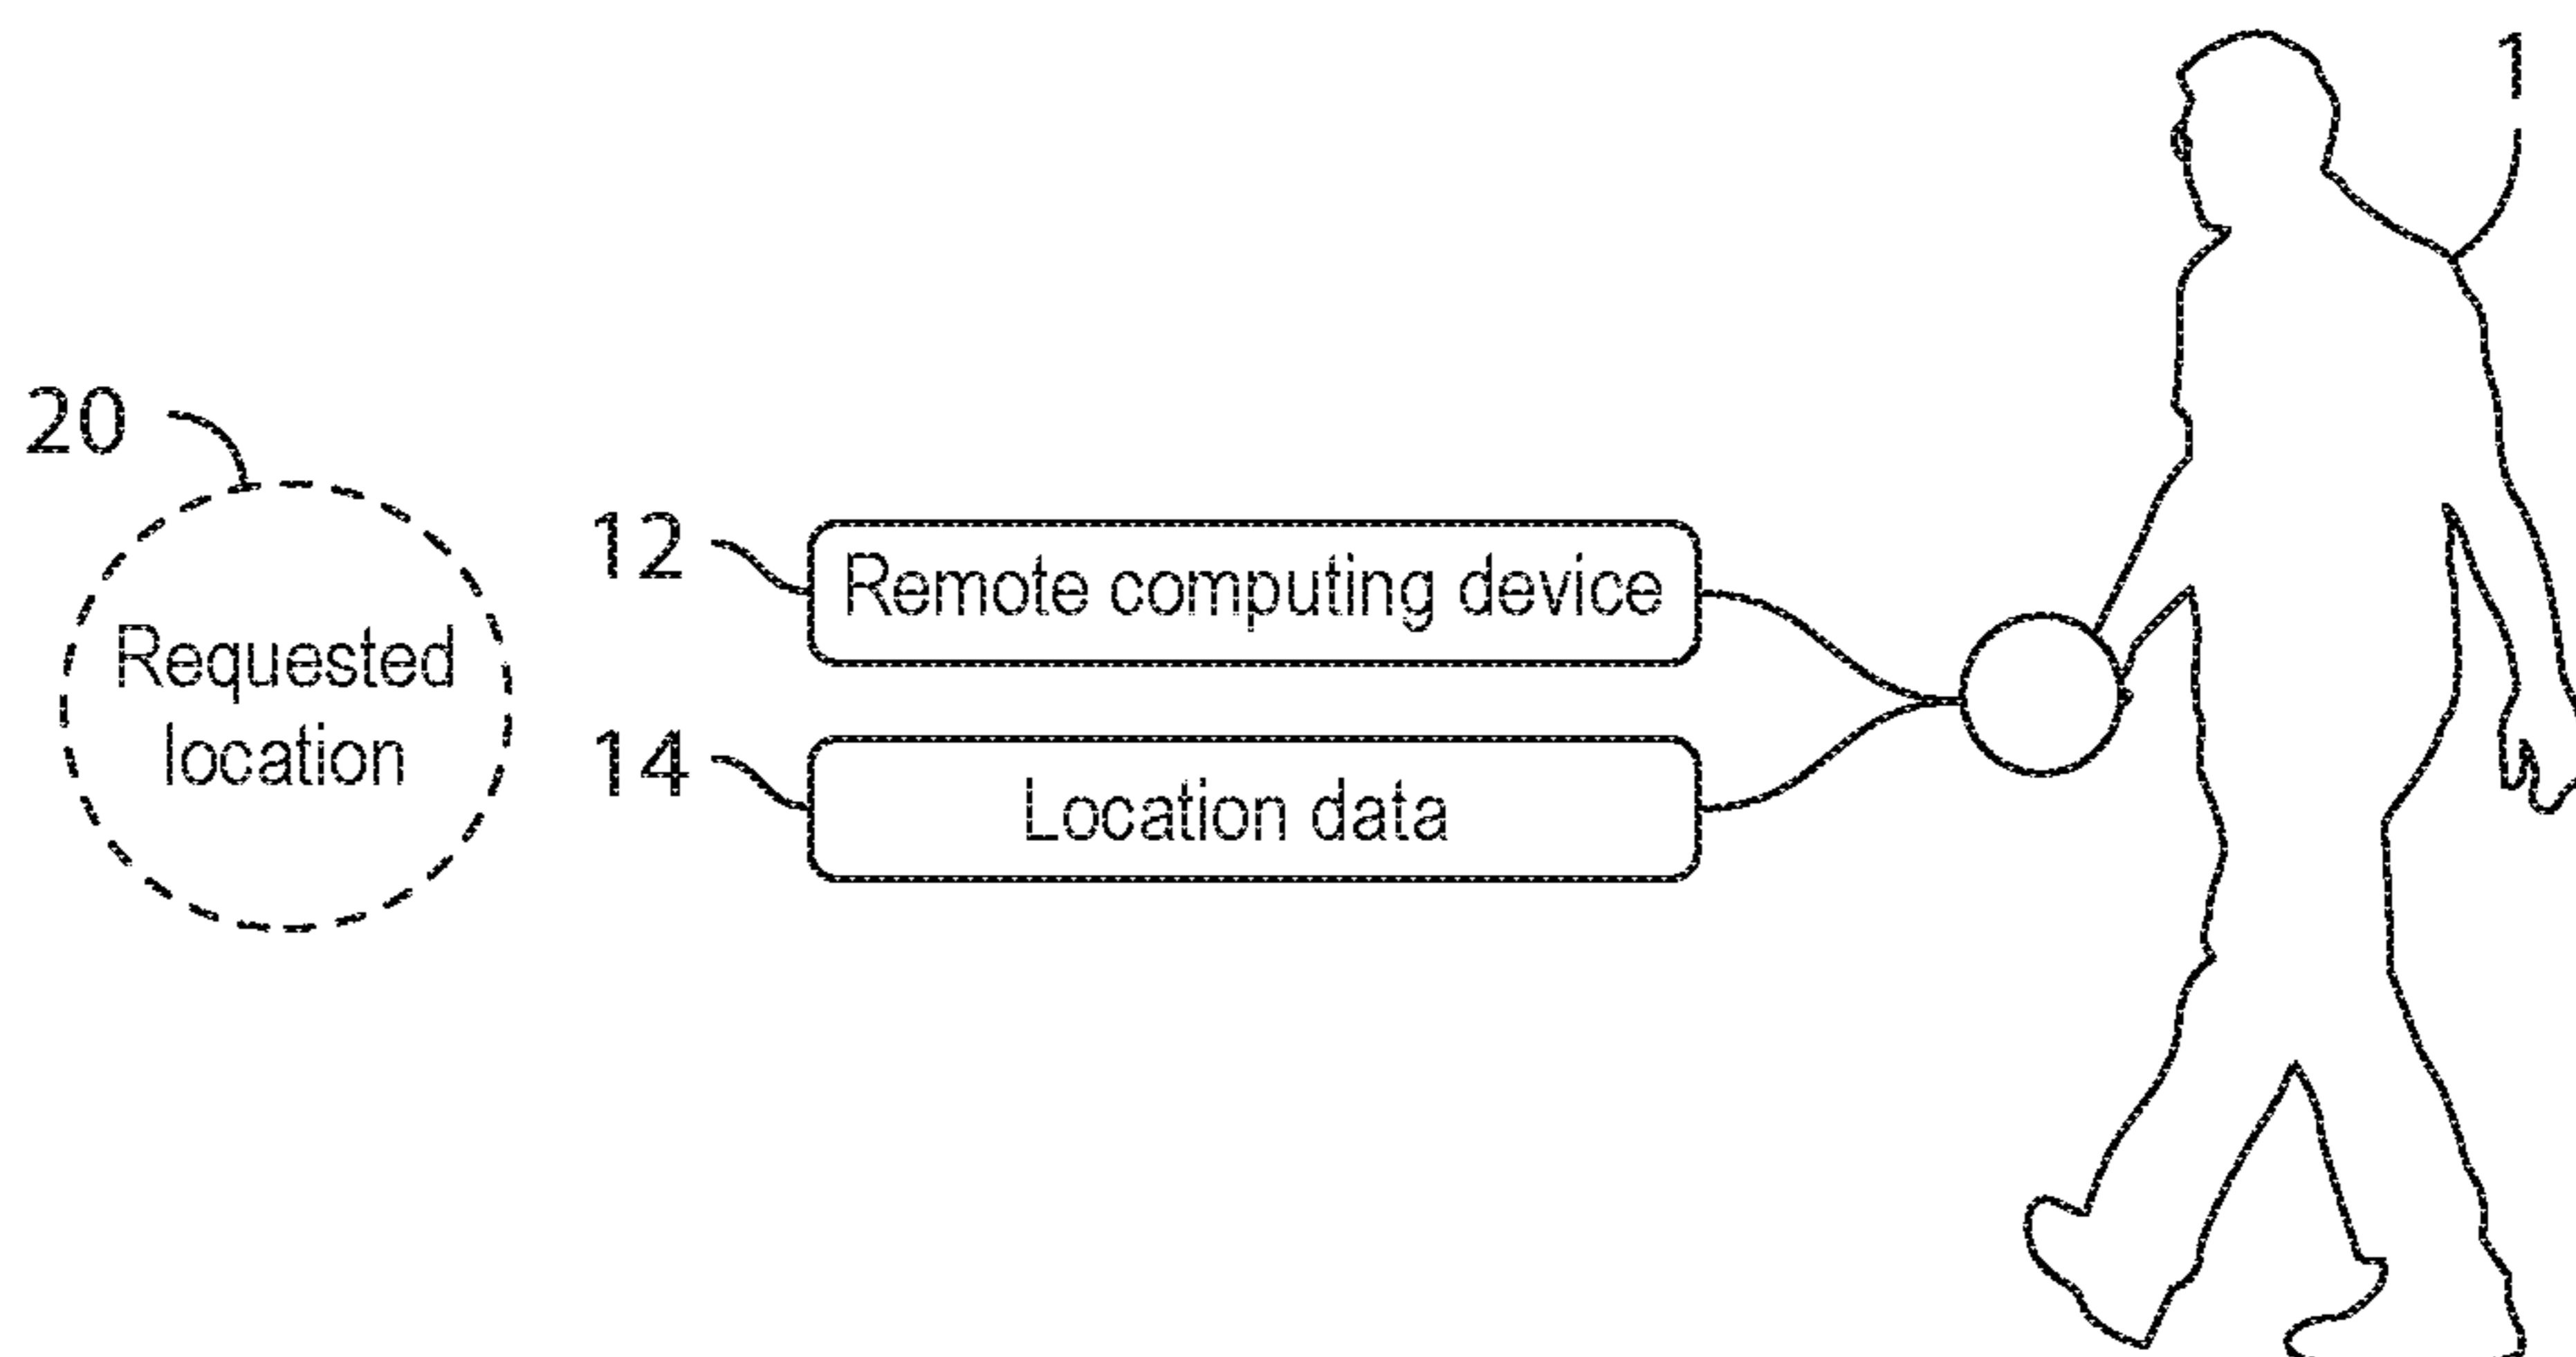 1
20
12
Remote computing device
Requested
location
14
Location data